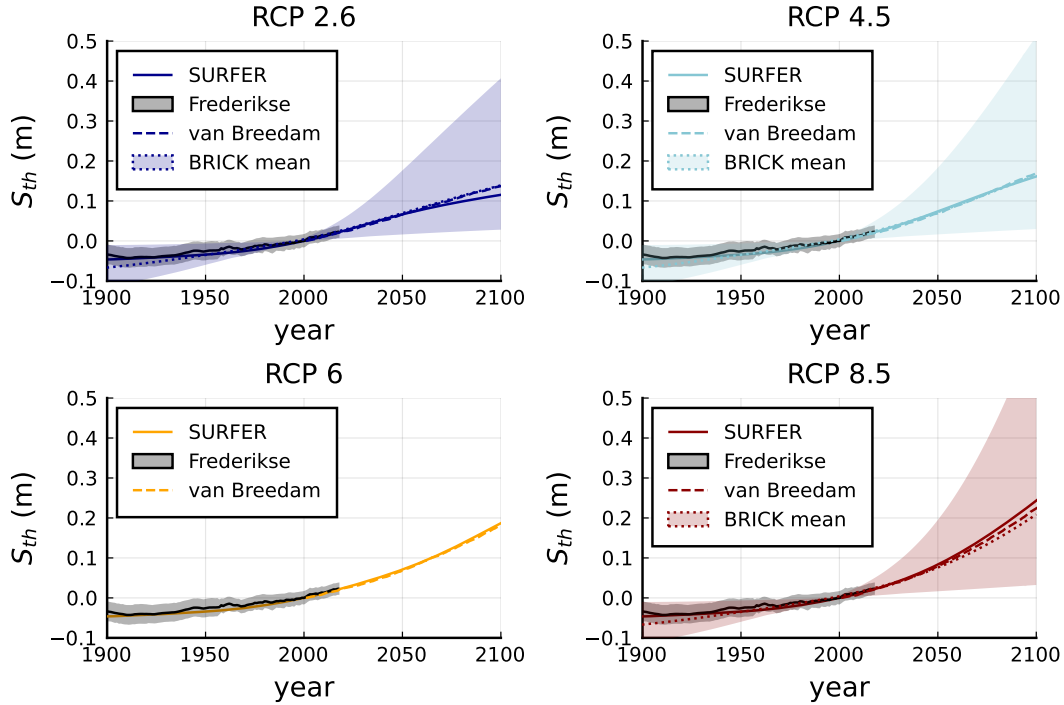 RCP 2.6
0.5
0.4
0.3
0.2
0.1
0.0
−0.1
S_th (m)
SURFER
Frederikse
van Breedam
BRICK mean
1900 1950 2000 2050 2100
year
RCP 4.5
0.5
0.4
0.3
0.2
0.1
0.0
−0.1
S_th (m)
SURFER
Frederikse
van Breedam
BRICK mean
1900 1950 2000 2050 2100
year
RCP 6
0.5
0.4
0.3
0.2
0.1
0.0
−0.1
S_th (m)
SURFER
Frederikse
van Breedam
1900 1950 2000 2050 2100
year
RCP 8.5
0.5
0.4
0.3
0.2
0.1
0.0
−0.1
S_th (m)
SURFER
Frederikse
van Breedam
BRICK mean
1900 1950 2000 2050 2100
year